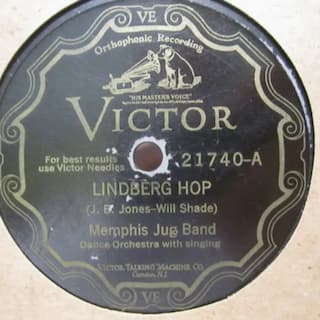 VE
Orthophonic Recording
"HIS MASTER'S VOICE"
VICTOR
For best results
use Victor Needles
21740-A
LINDBERG HOP
(J. B. Jones-Will Shade)
Memphis Jug Band
Dance Orchestra with singing
VICTOR TALKING MACHINE CO.
Camden, N.J.
VE